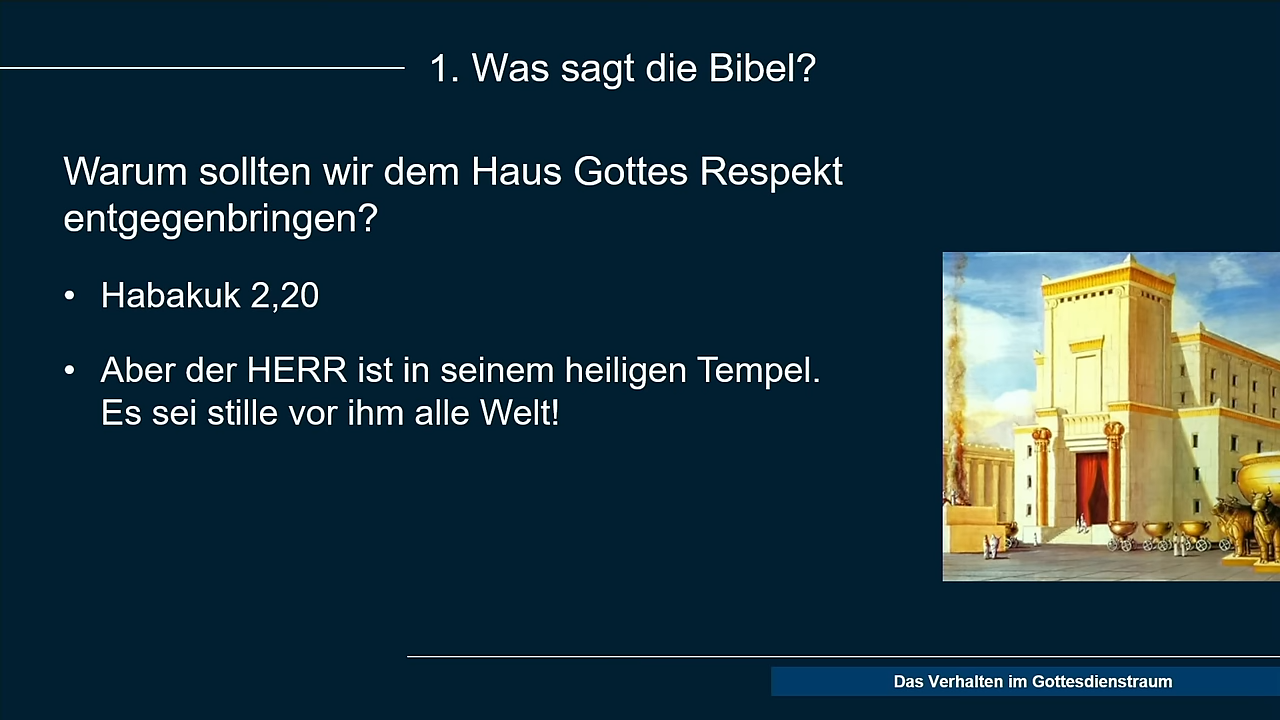 1. Was sagt die Bibel?
Warum sollten wir dem Haus Gottes Respekt
entgegenbringen?
• Habakuk 2,20
• Aber der HERR ist in seinem heiligen Tempel.
Es sei stille vor ihm alle Welt!
Das Verhalten im Gottesdienstraum